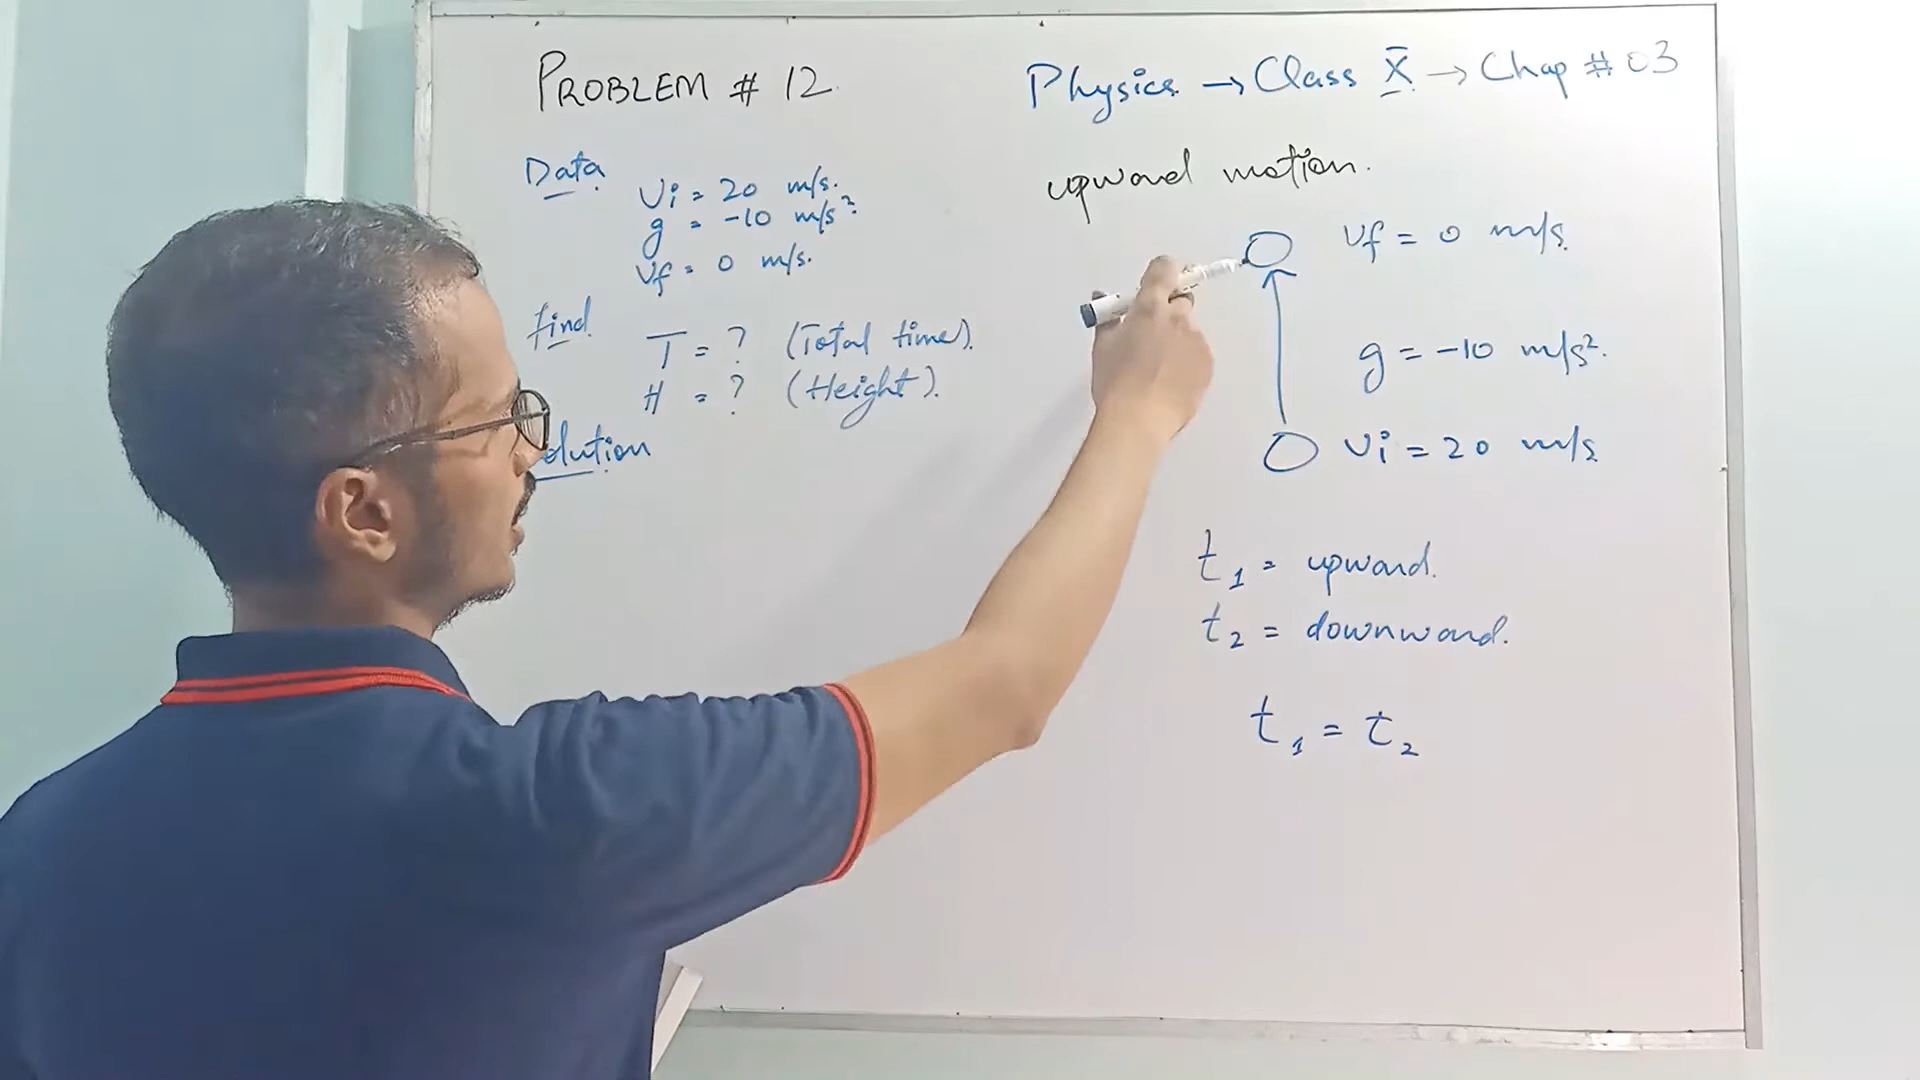 PROBLEM # 12
Physics → Class X → Chap # 03
Data
Vi = 20 m/s.
g = -10 m/s².
Vf = 0 m/s.
find
T = ? (Total time).
H = ? (Height).
olution
upward motion.
Vf = 0 m/s.
g = -10 m/s².
Vi = 20 m/s
t1 = upward.
t2 = downward.
t1 = t2